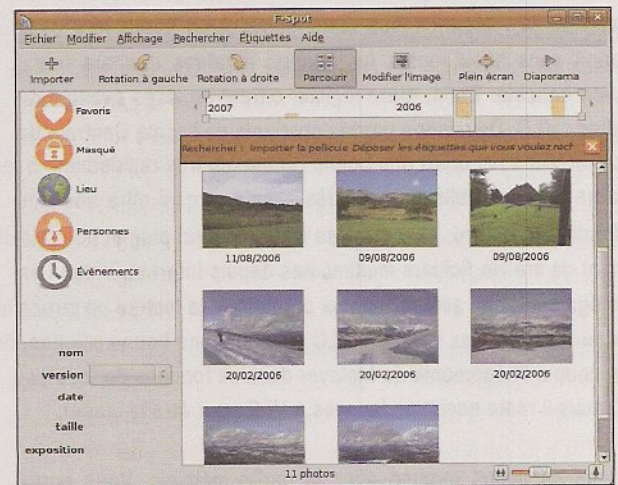 F-Spot
Fichier Modifier Affichage Rechercher Étiquettes Aide
Importer Rotation à gauche Rotation à droite Parcourir Modifier l'image Plein écran Diaporama
Favoris
Masqué
Lieu
Personnes
Évènements
2007 2006
Rechercher : Importer la pellicule Déposer les étiquettes que vous voulez rech
11/08/2006 09/08/2006 09/08/2006
20/02/2006 20/02/2006 20/02/2006
nom
version
date
taille
exposition
11 photos